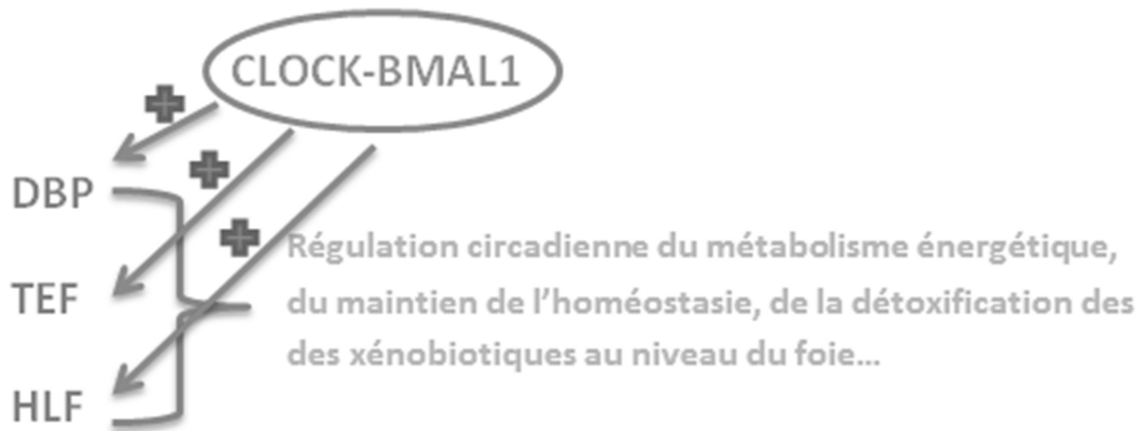 CLOCK-BMAL1
DBP
TEF
HLF
Régulation circadienne du métabolisme énergétique,
du maintien de l’homéostasie, de la détoxification des
des xénobiotiques au niveau du foie...